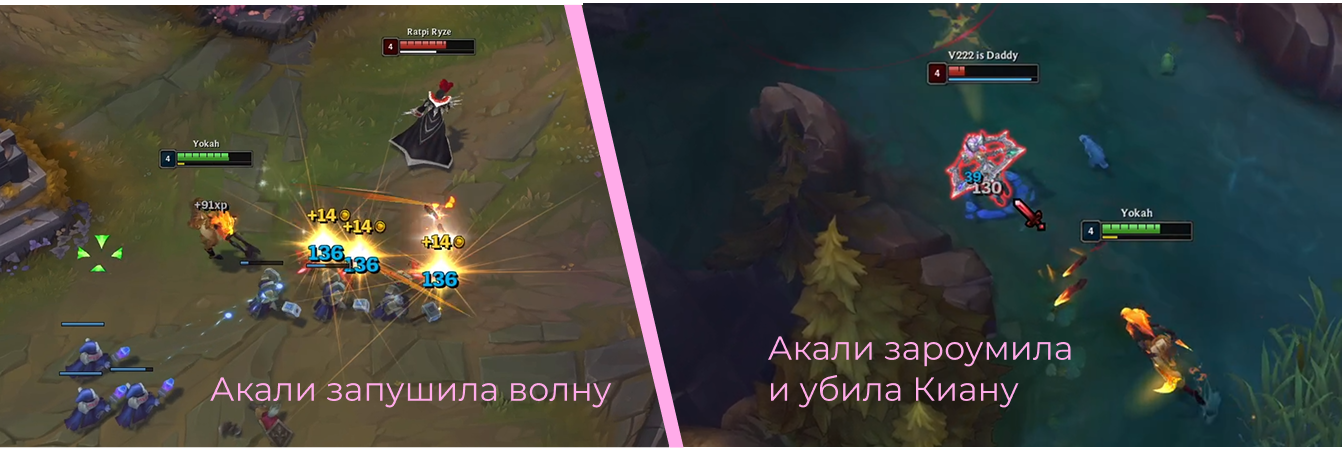 Ratpi Ryze
4
Yokah
4
+91xp
+14
+14
+14
136
136
136
Акали запушила волну
V222 is Daddy
4
39
130
Yokah
4
Акали зароумила
и убила Киану